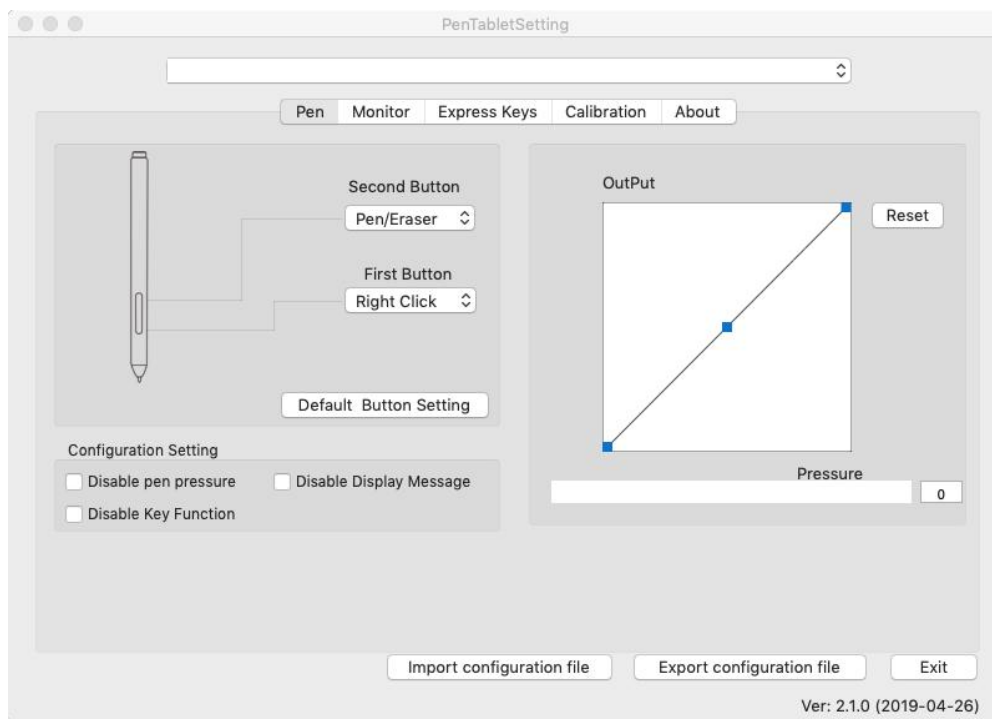 PenTabletSetting
Pen Monitor Express Keys Calibration About
Second Button
Pen/Eraser
First Button
Right Click
Default Button Setting
OutPut
Reset
Pressure
0
Configuration Setting
Disable pen pressure Disable Display Message
Disable Key Function
Import configuration file Export configuration file Exit
Ver: 2.1.0 (2019-04-26)